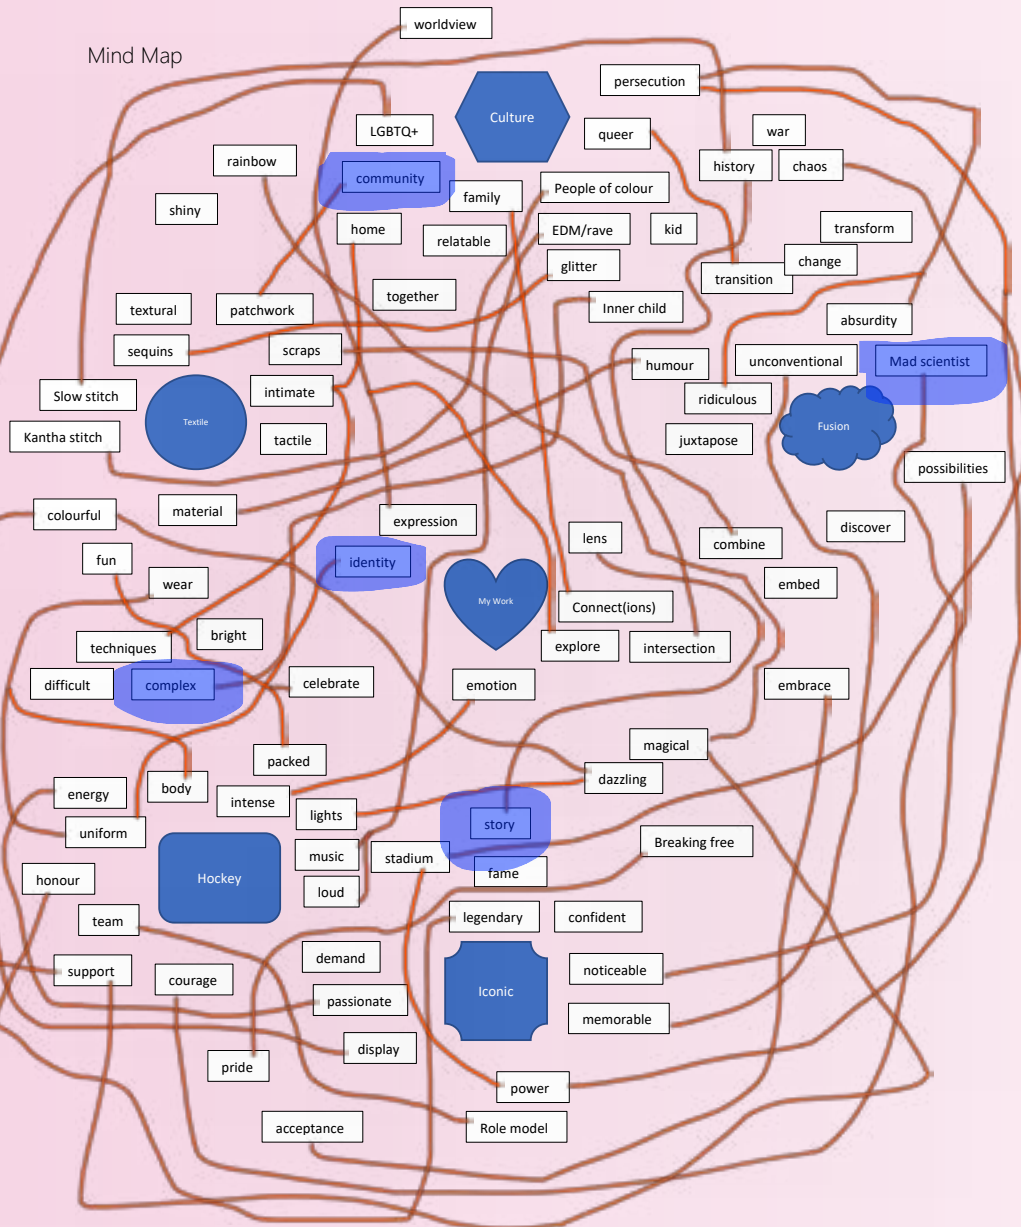 worldview
Mind Map
persecution
Culture
LGBTQ+
queer
war
rainbow
history
chaos
community
People of colour
family
shiny
home
relatable
EDM/rave
kid
transform
glitter
change
transition
together
Inner child
textural
patchwork
absurdity
sequins
scraps
humour
unconventional
Mad scientist
Slow stitch
intimate
ridiculous
Textile
Fusion
Kantha stitch
tactile
juxtapose
possibilities
material
colourful
expression
discover
lens
combine
fun
identity
wear
embed
My Work
Connect(ions)
bright
techniques
explore
intersection
difficult
complex
celebrate
emotion
embrace
magical
packed
dazzling
body
energy
intense
lights
story
uniform
Breaking free
music
stadium
fame
honour
Hockey
loud
team
legendary
confident
demand
support
noticeable
courage
Iconic
passionate
memorable
display
pride
power
acceptance
Role model